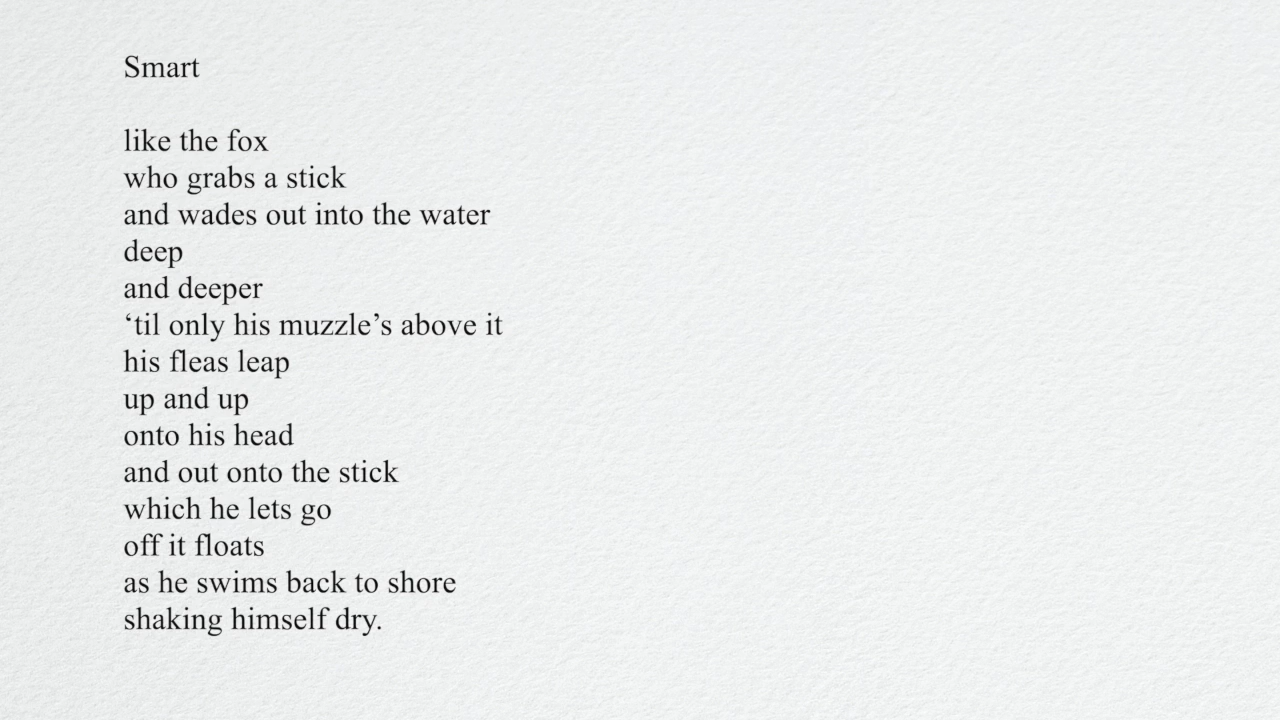 Smart
like the fox
who grabs a stick
and wades out into the water
deep
and deeper
‘til only his muzzle’s above it
his fleas leap
up and up
onto his head
and out onto the stick
which he lets go
off it floats
as he swims back to shore
shaking himself dry.